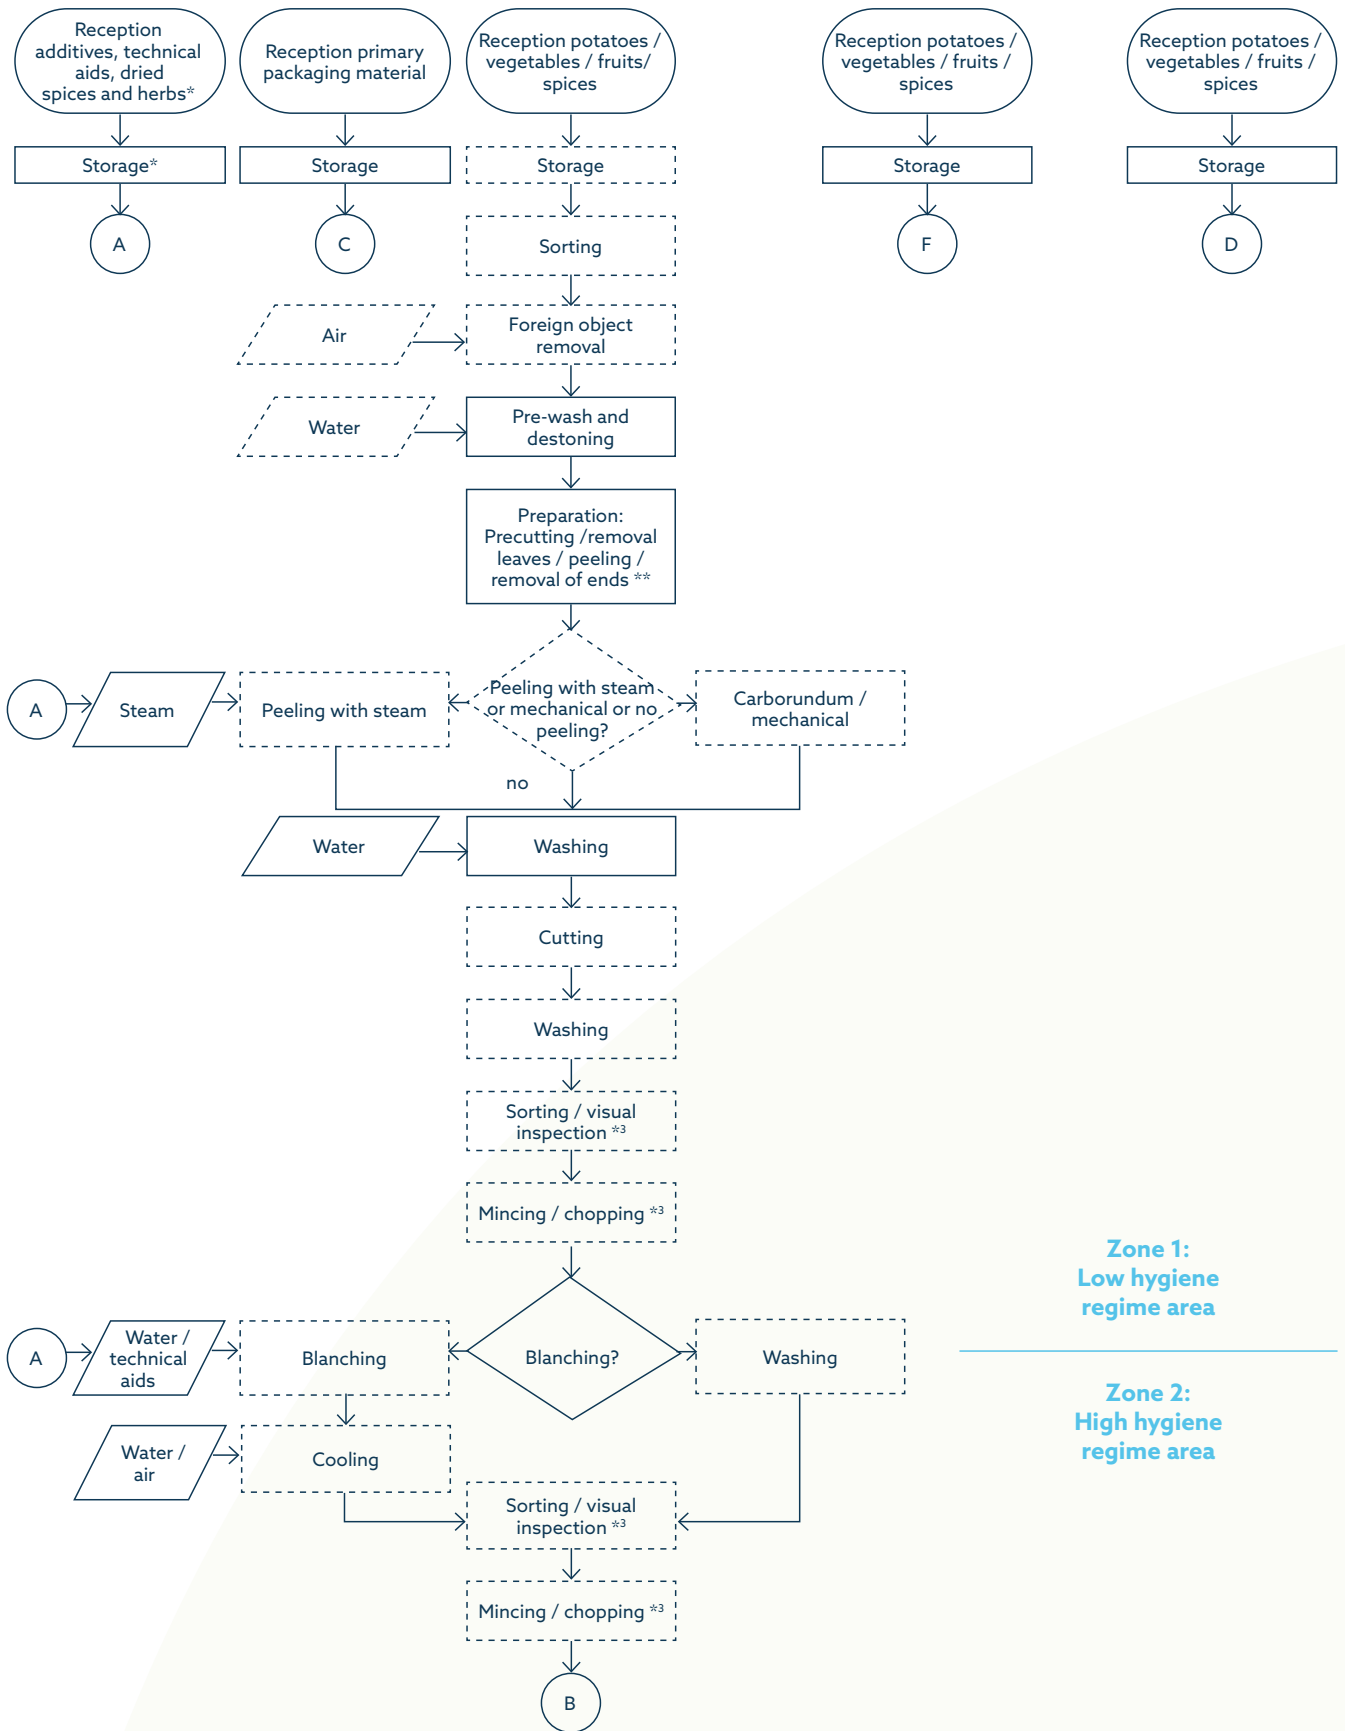 Reception
additives, technical
aids, dried
spices and herbs*
Reception primary
packaging material
Reception potatoes /
vegetables / fruits/
spices
Reception potatoes /
vegetables / fruits /
spices
Reception potatoes /
vegetables / fruits /
spices
Storage*
Storage
Storage
Storage
Storage
A
C
F
D
Sorting
Air
Foreign object
removal
Water
Pre-wash and
destoning
Preparation:
Precutting /removal
leaves / peeling /
removal of ends **
A
Steam
Peeling with steam
Peeling with steam
or mechanical or no
peeling?
Carborundum /
mechanical
no
Water
Washing
Cutting
Washing
Sorting / visual
inspection *³
Mincing / chopping *³
Zone 1:
Low hygiene
regime area
A
Water /
technical
aids
Blanching
Blanching?
Washing
Zone 2:
High hygiene
regime area
Water /
air
Cooling
Sorting / visual
inspection *³
Mincing / chopping *³
B